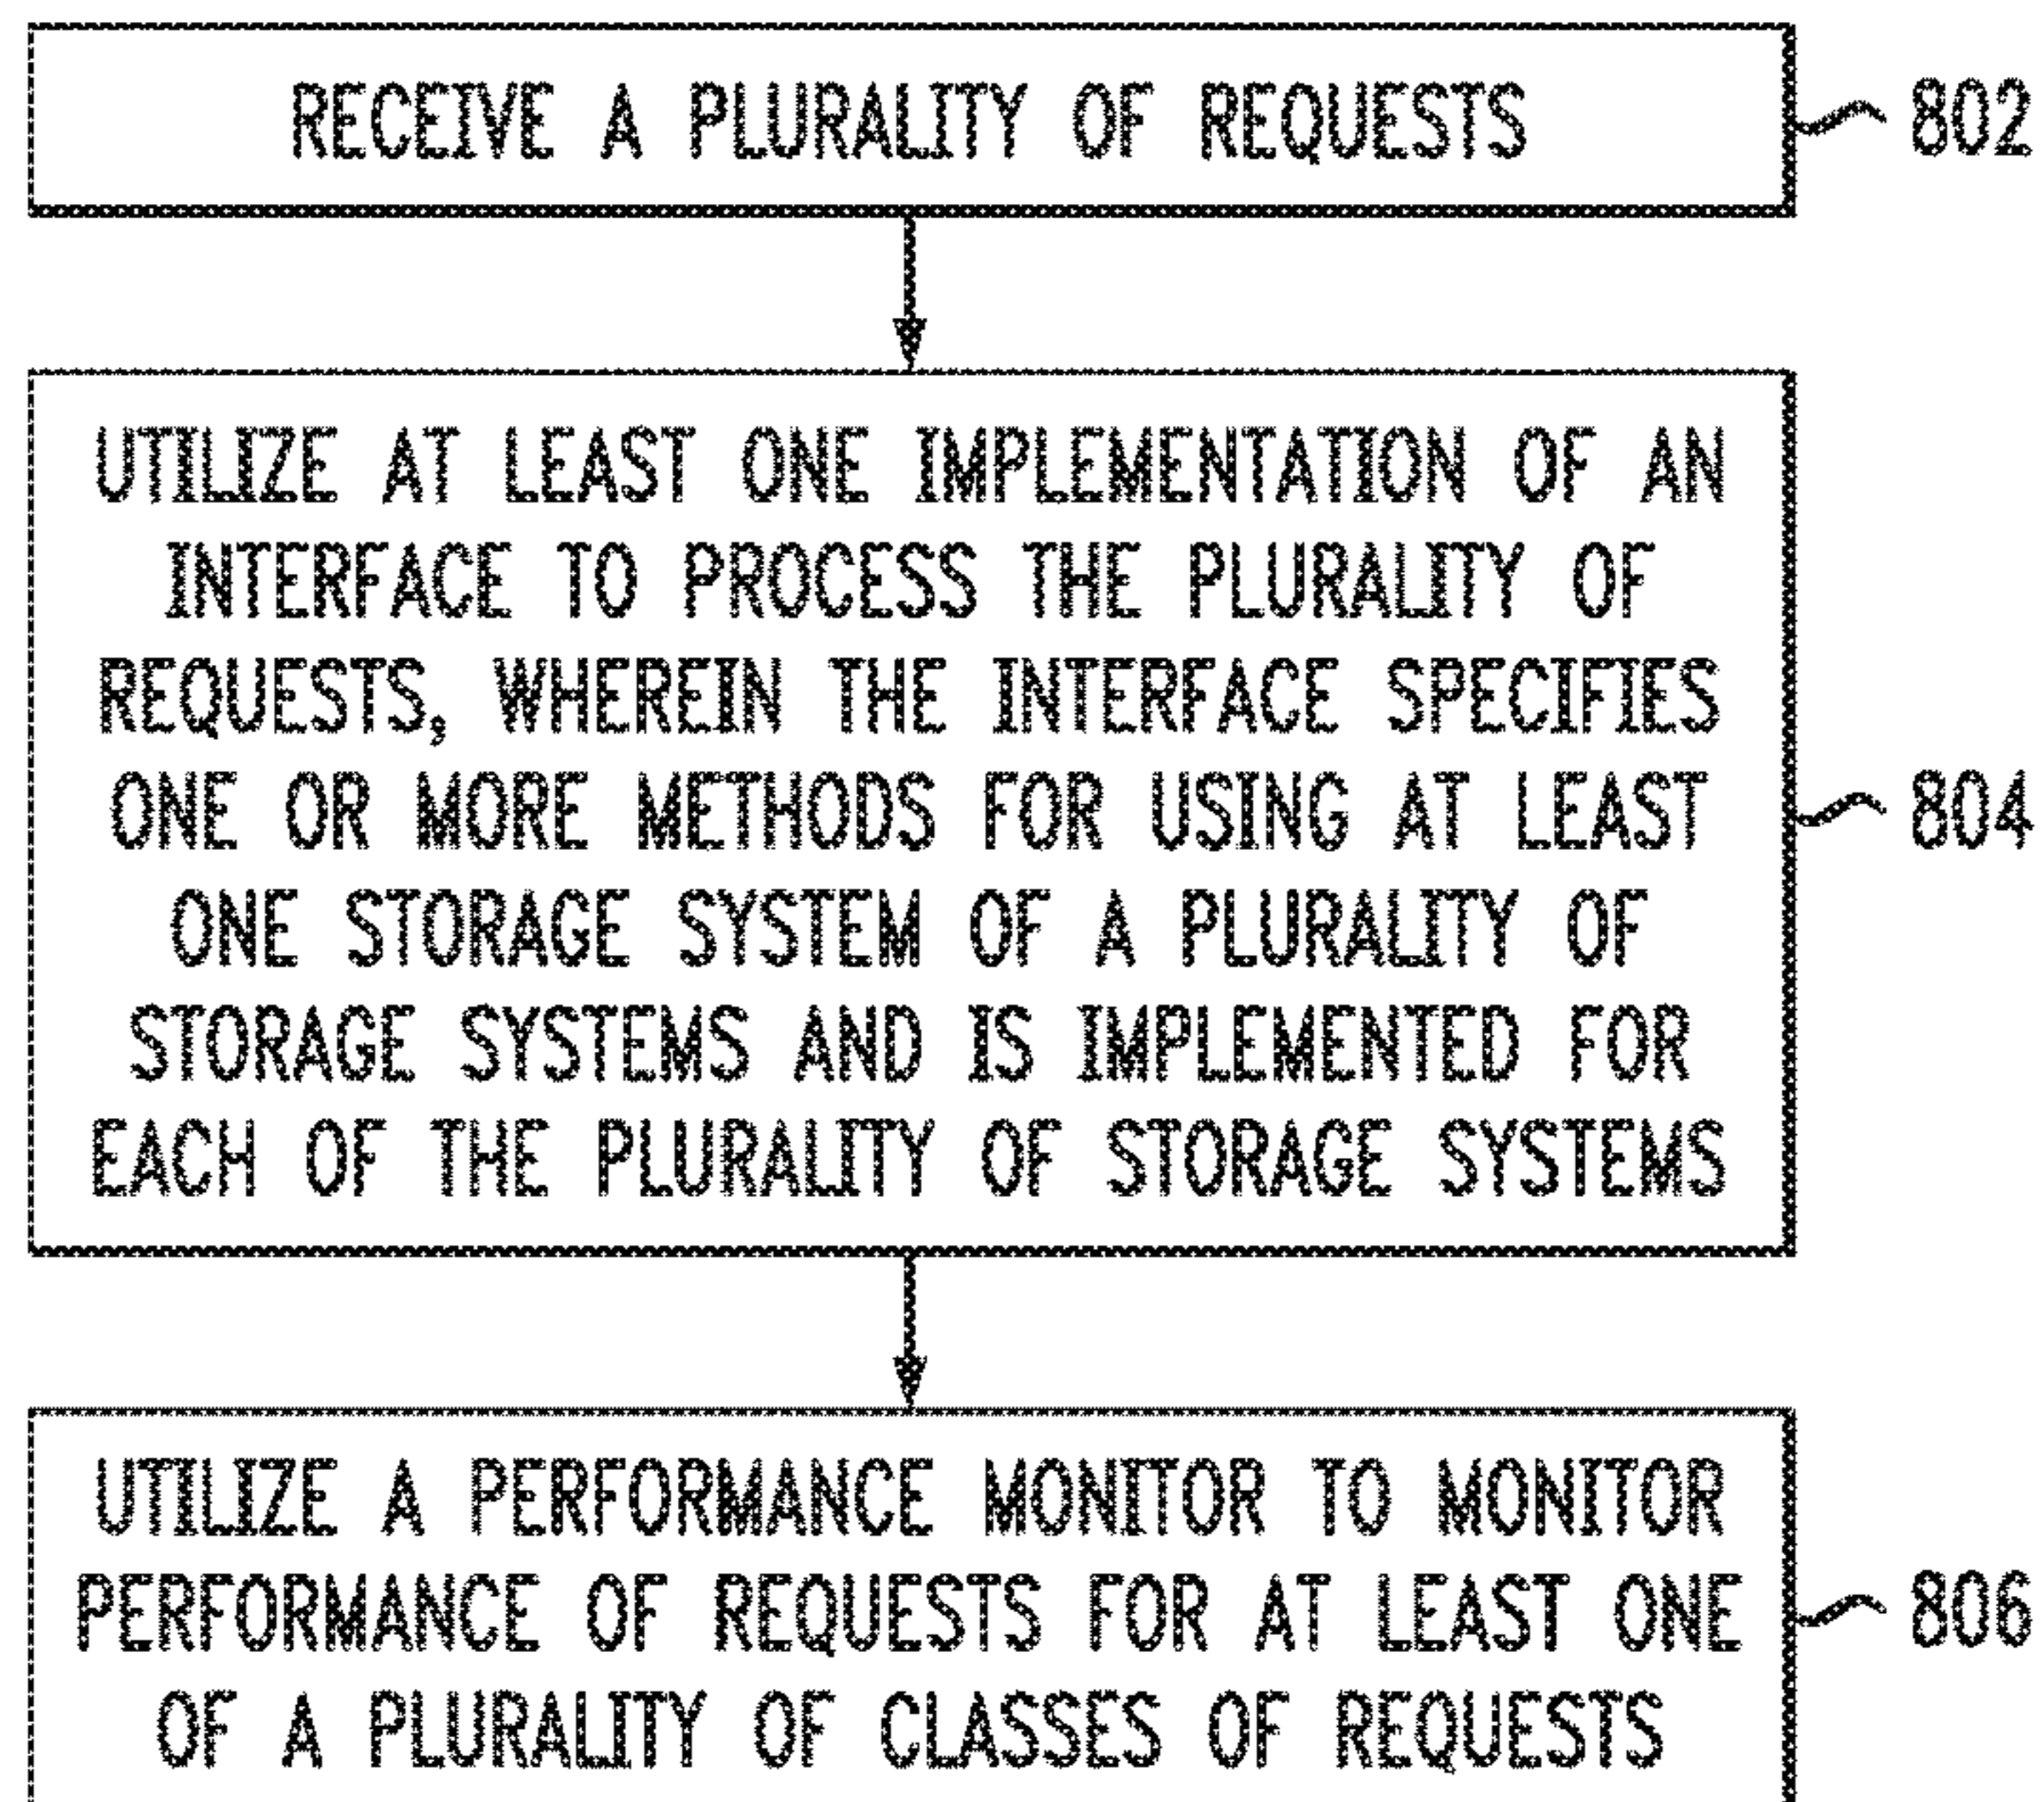 RECEIVE A PLURALITY OF REQUESTS
802
UTILIZE AT LEAST ONE IMPLEMENTATION OF AN
INTERFACE TO PROCESS THE PLURALITY OF
REQUESTS, WHEREIN THE INTERFACE SPECIFIES
ONE OR MORE METHODS FOR USING AT LEAST
ONE STORAGE SYSTEM OF A PLURALITY OF
STORAGE SYSTEMS AND IS IMPLEMENTED FOR
EACH OF THE PLURALITY OF STORAGE SYSTEMS
804
UTILIZE A PERFORMANCE MONITOR TO MONITOR
PERFORMANCE OF REQUESTS FOR AT LEAST ONE
OF A PLURALITY OF CLASSES OF REQUESTS
806